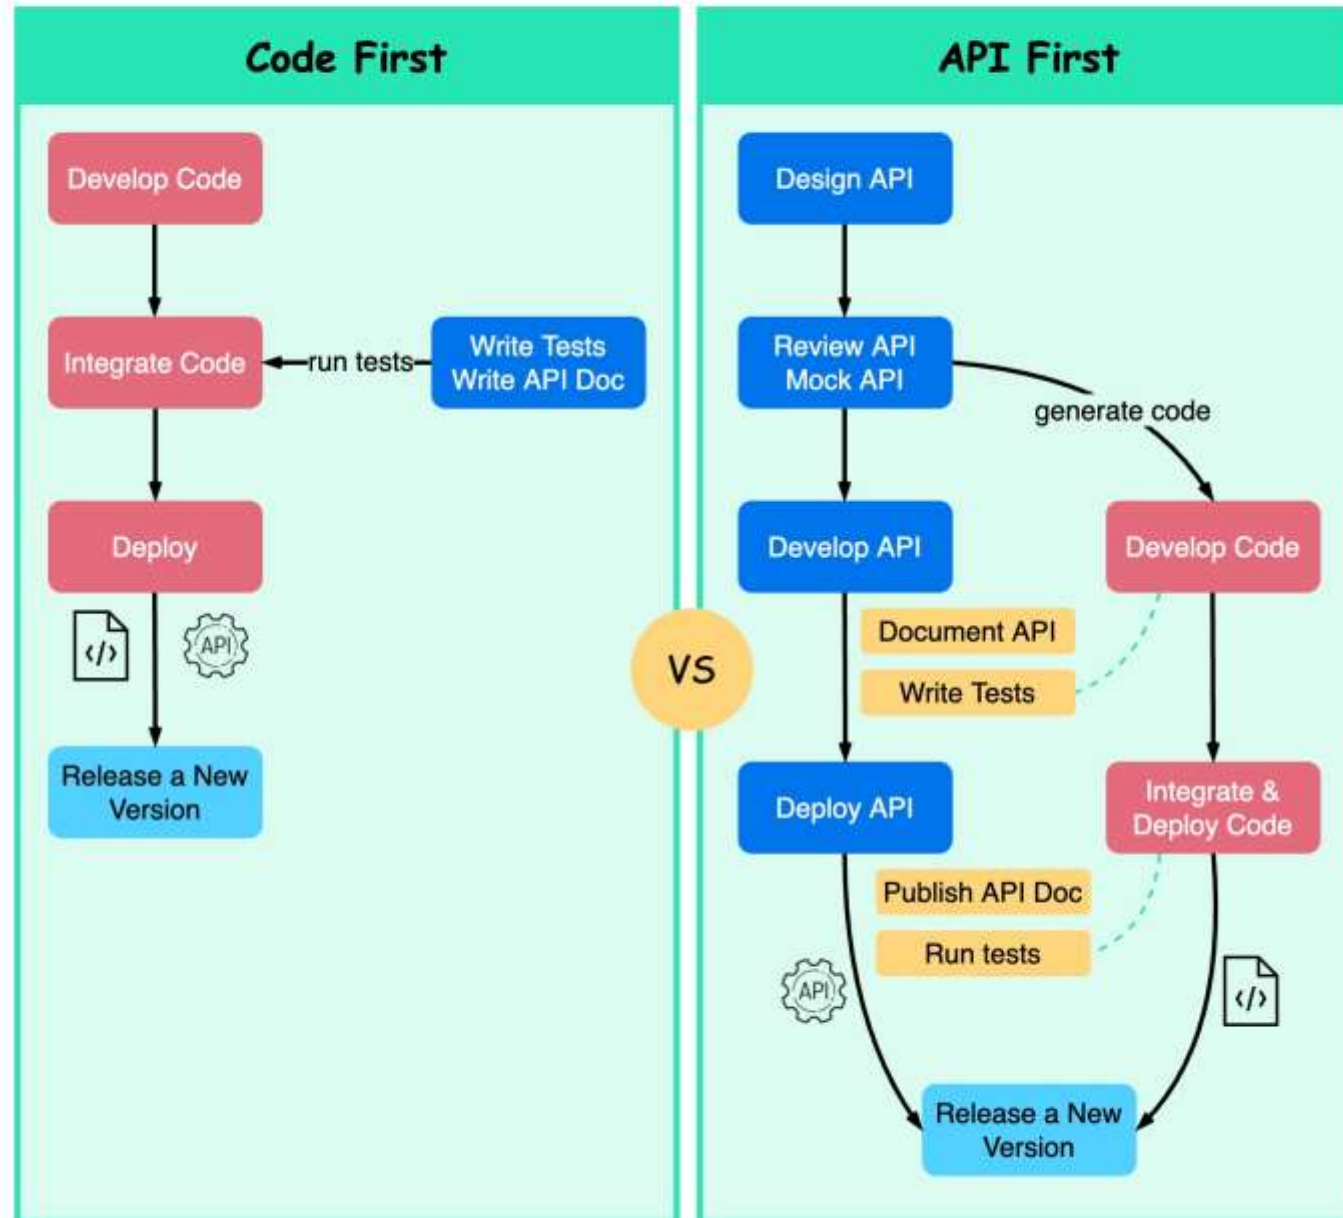 Code First
Develop Code
Integrate Code
run tests
Write Tests
Write API Doc
Deploy
</>
API
Release a New
Version
VS
API First
Design API
Review API
Mock API
generate code
Develop API
Develop Code
Document API
Write Tests
Deploy API
Integrate &
Deploy Code
Publish API Doc
Run tests
API
</>
Release a New
Version